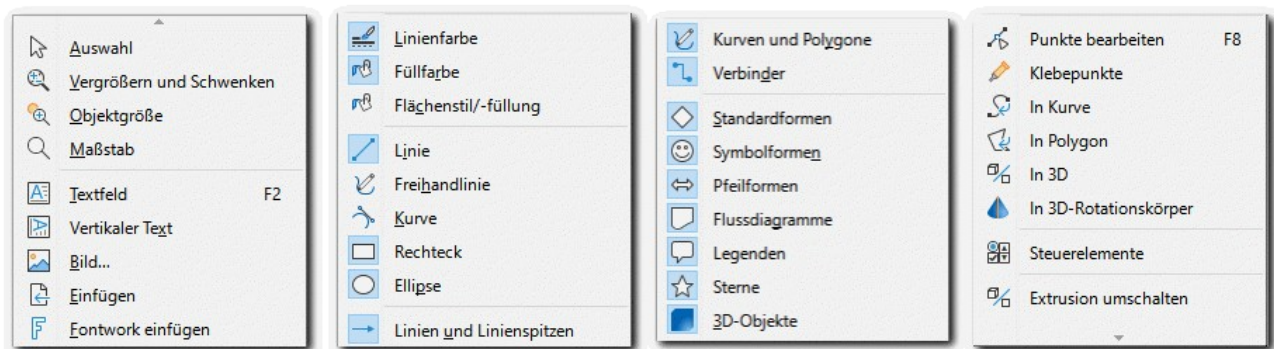 Auswahl
Vergrößern und Schwenken
Objektgröße
Maßstab
Textfeld F2
Vertikaler Text
Bild...
Einfügen
Fontwork einfügen
Linienfarbe
Füllfarbe
Flächenstil/-füllung
Linie
Freihandlinie
Kurve
Rechteck
Ellipse
Linien und Linienspitzen
Kurven und Polygone
Verbinder
Standardformen
Symbolformen
Pfeilformen
Flussdiagramme
Legenden
Sterne
3D-Objekte
Punkte bearbeiten F8
Klebepunkte
In Kurve
In Polygon
In 3D
In 3D-Rotationskörper
Steuerelemente
Extrusion umschalten